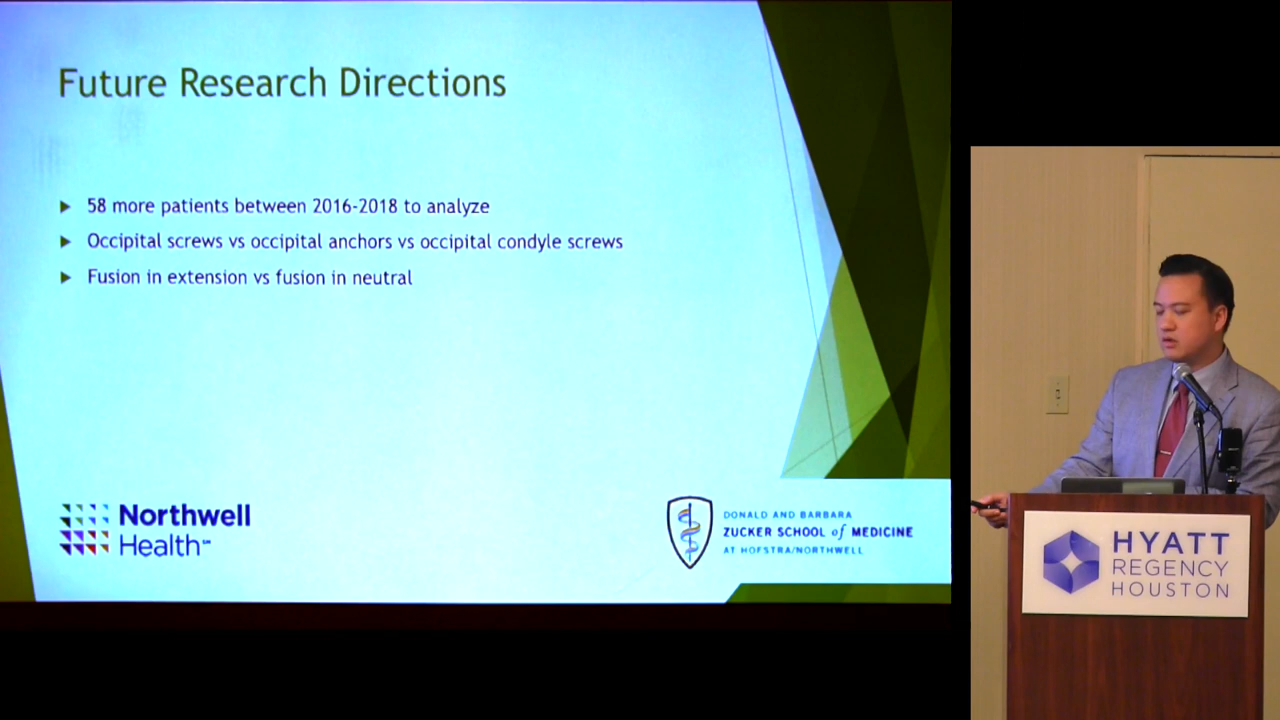 Future Research Directions
58 more patients between 2016-2018 to analyze
Occipital screws vs occipital anchors vs occipital condyle screws
Fusion in extension vs fusion in neutral
Northwell
Health
DONALD AND BARBARA
ZUCKER SCHOOL of MEDICINE
AT HOFSTRA/NORTHWELL
HYATT
REGENCY
HOUSTON